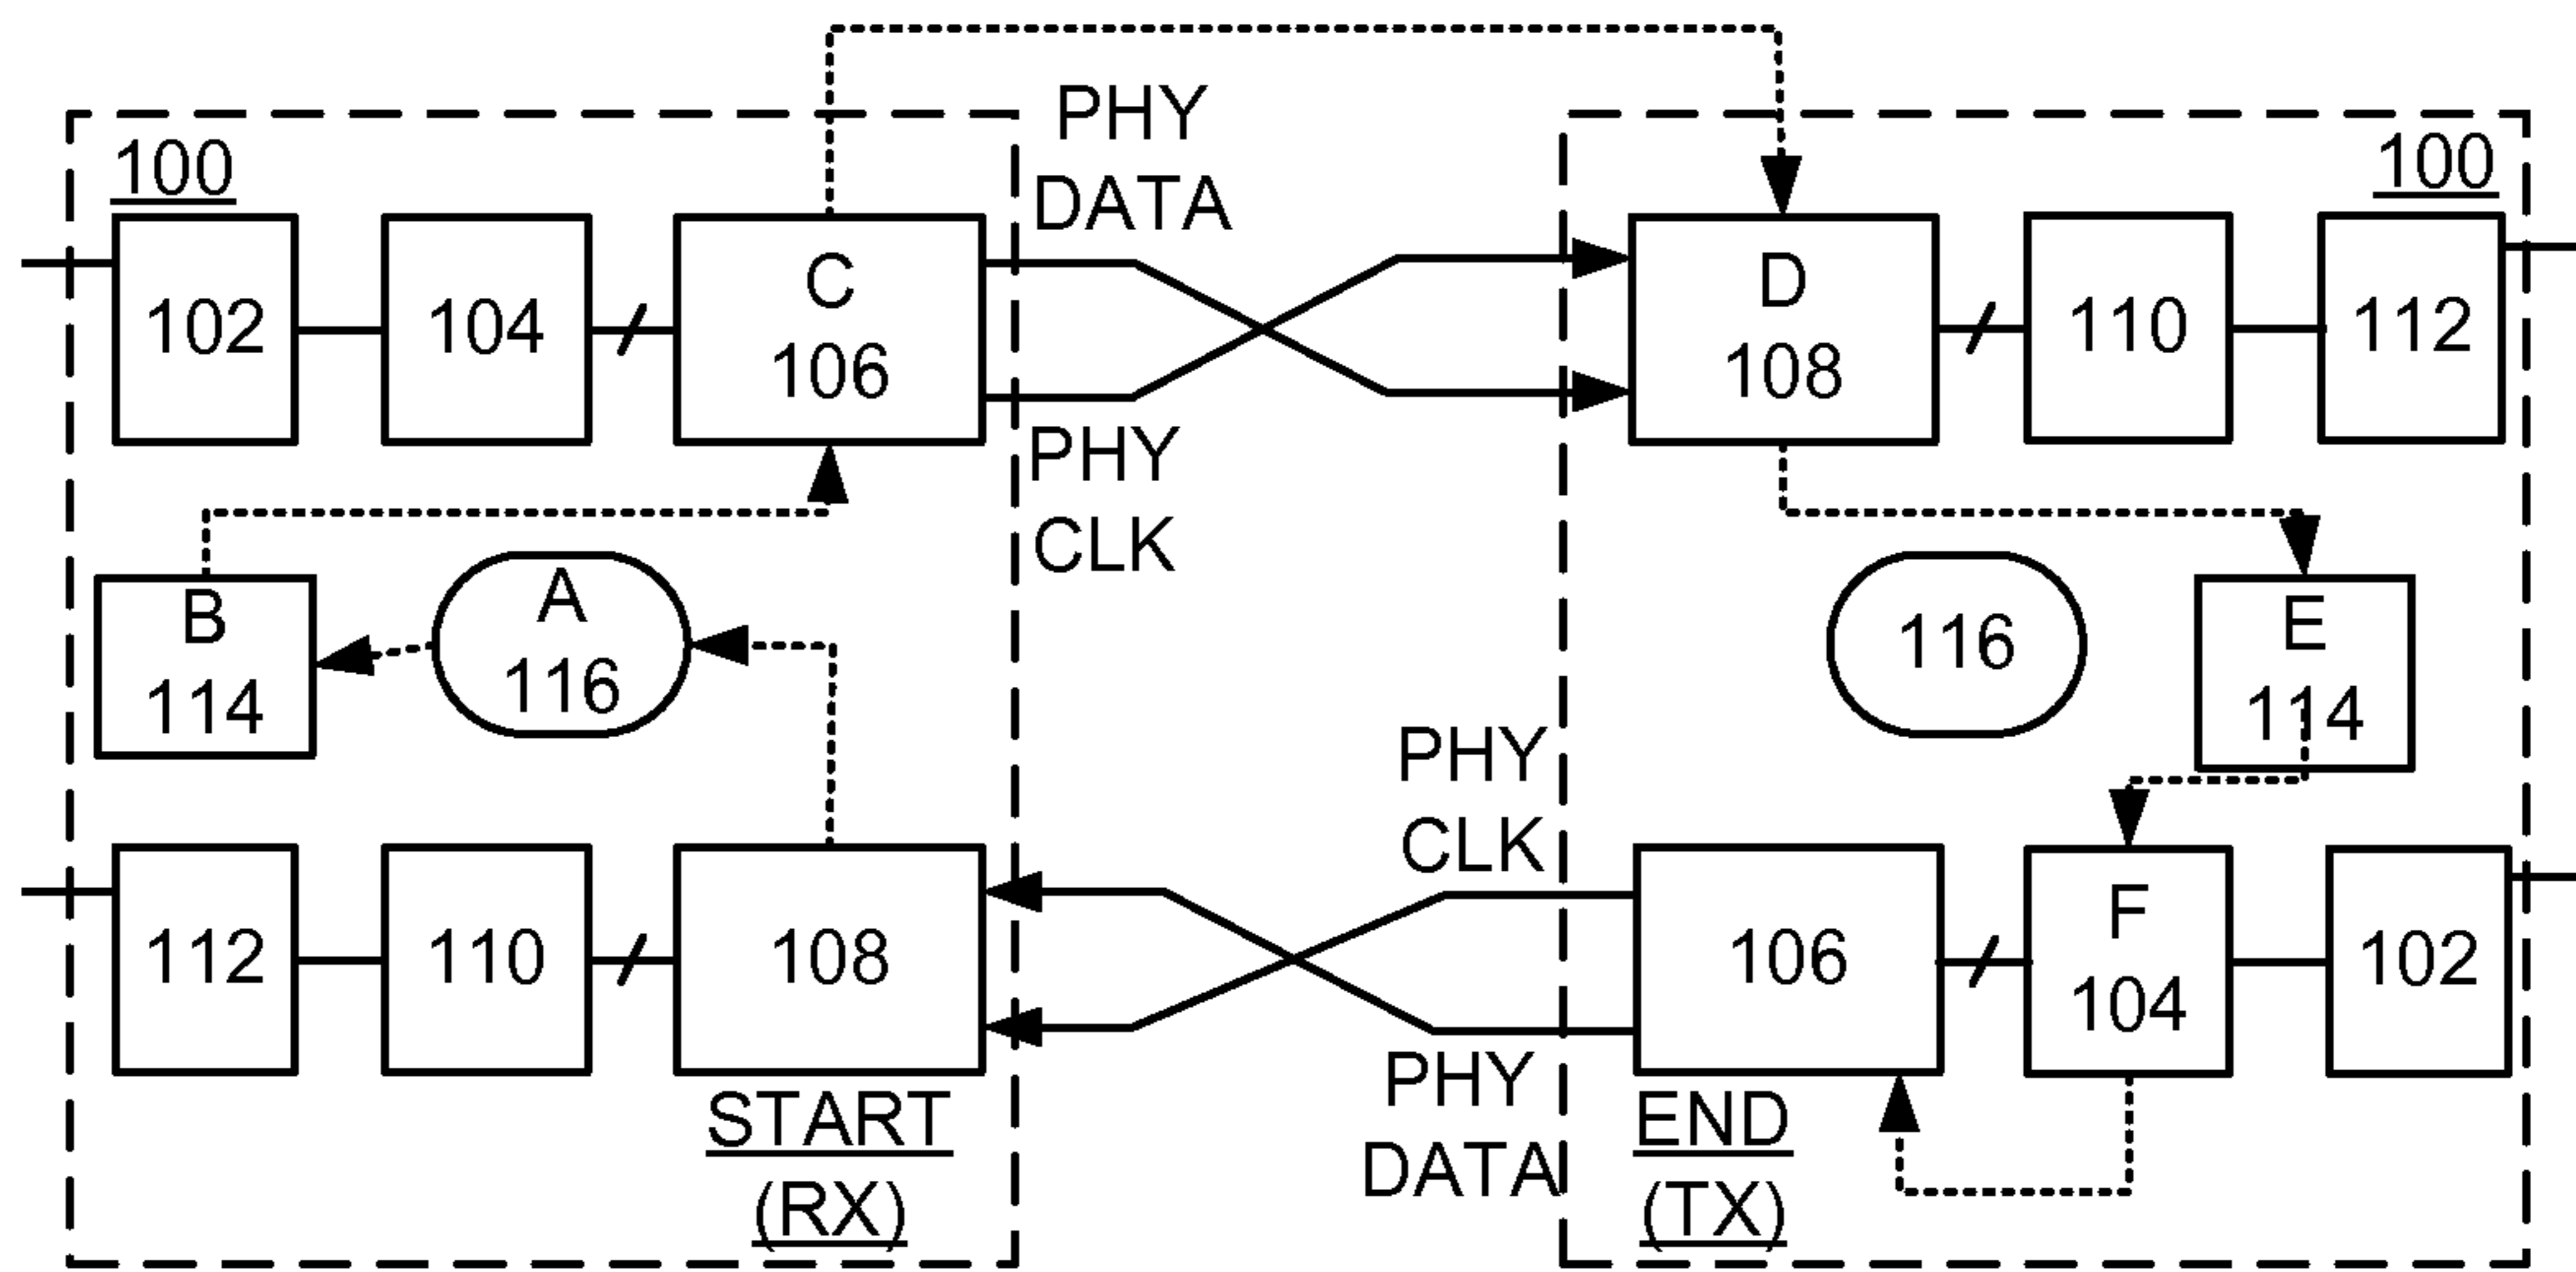 PHY
DATA
100
100
C
D
102
104
106
108
110
112
PHY
CLK
B
114
A
116
116
E
114
PHY
CLK
112
110
108
106
F
104
102
START
(RX)
PHY
DATA
END
(TX)